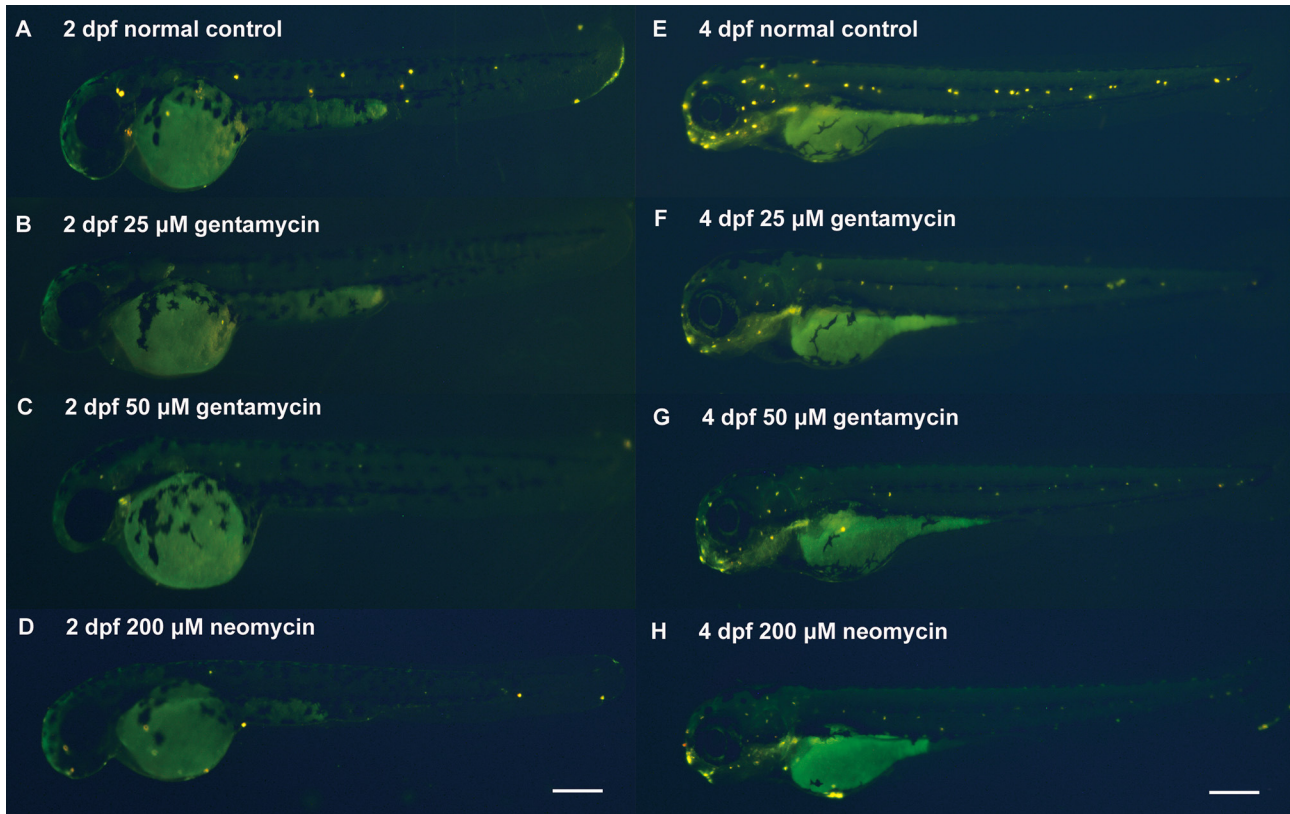 A 2 dpf normal control
B 2 dpf 25 µM gentamycin
C 2 dpf 50 µM gentamycin
D 2 dpf 200 µM neomycin
E 4 dpf normal control
F 4 dpf 25 µM gentamycin
G 4 dpf 50 µM gentamycin
H 4 dpf 200 µM neomycin